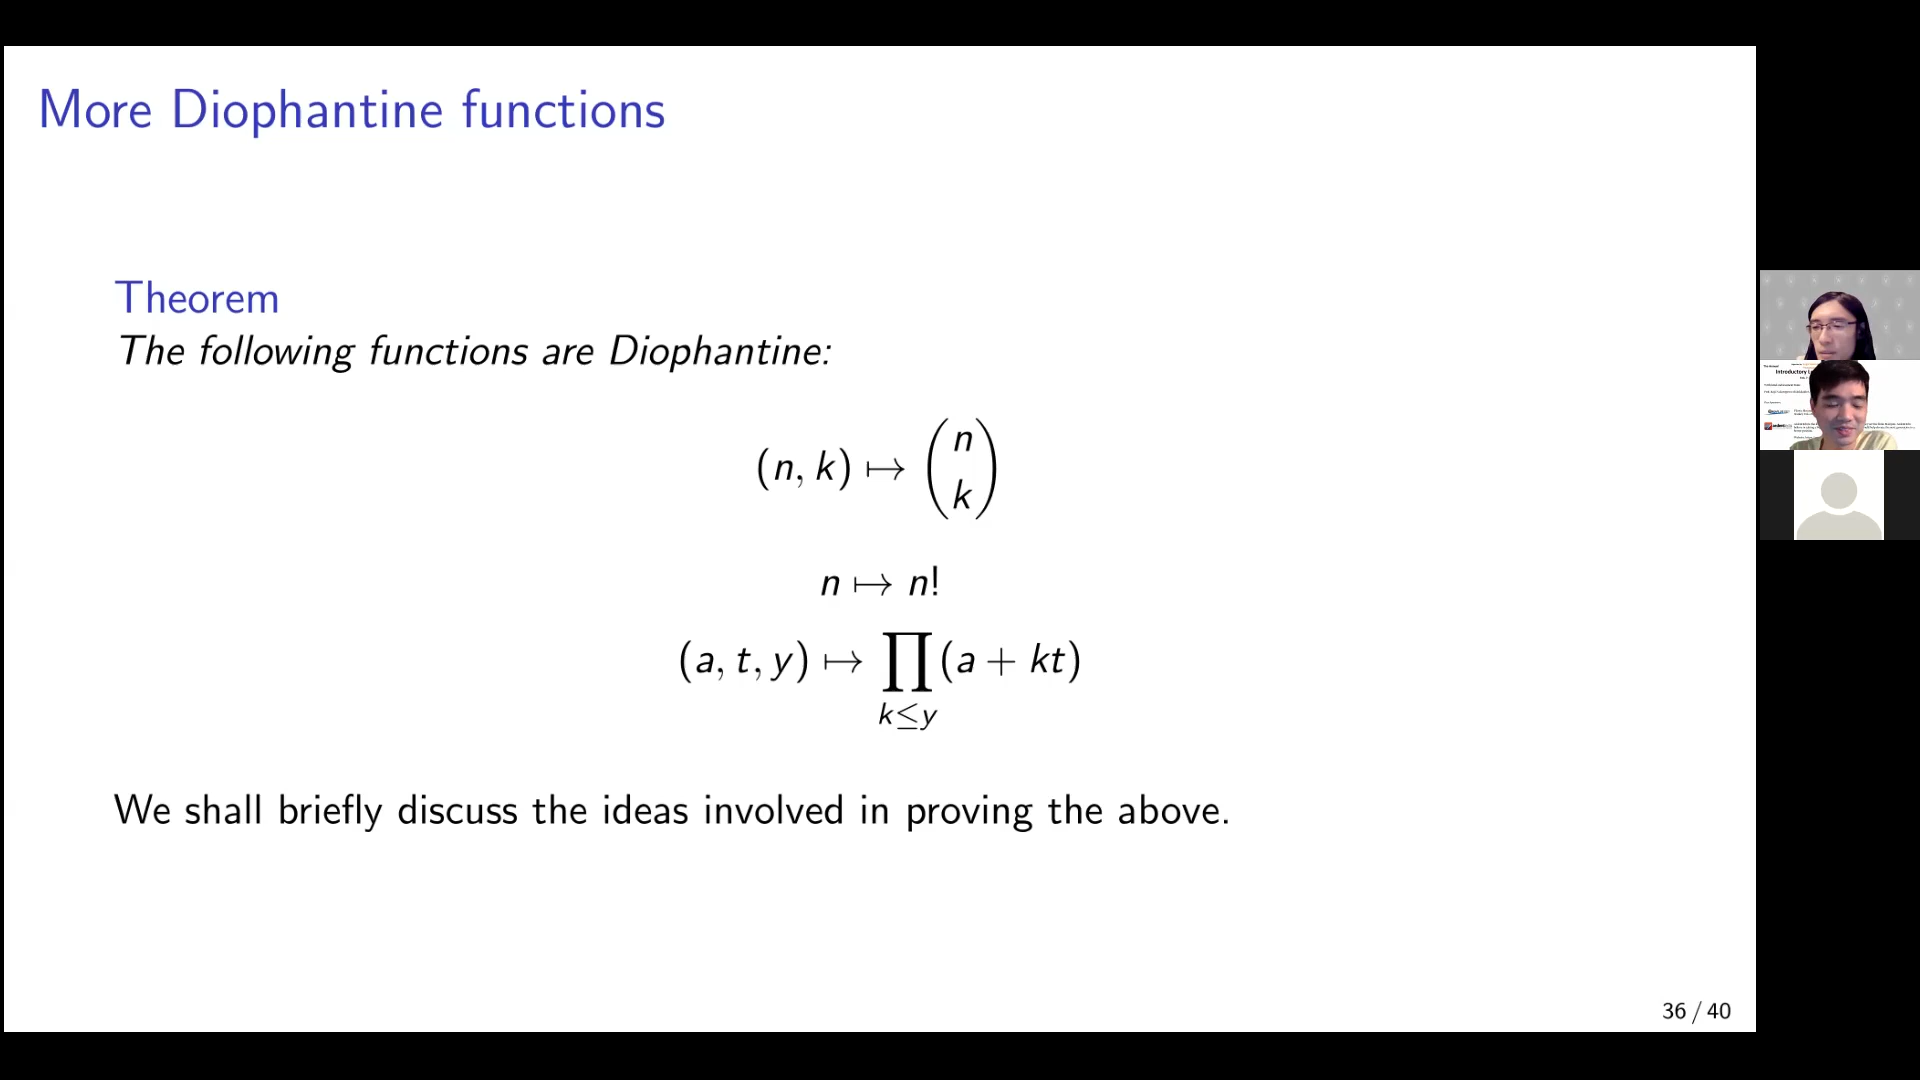 More Diophantine functions
Theorem
The following functions are Diophantine:
(n, k) ↦ (n k)
n ↦ n!
(a, t, y) ↦ ∏ (a + kt)
k≤y
We shall briefly discuss the ideas involved in proving the above.
36 / 40